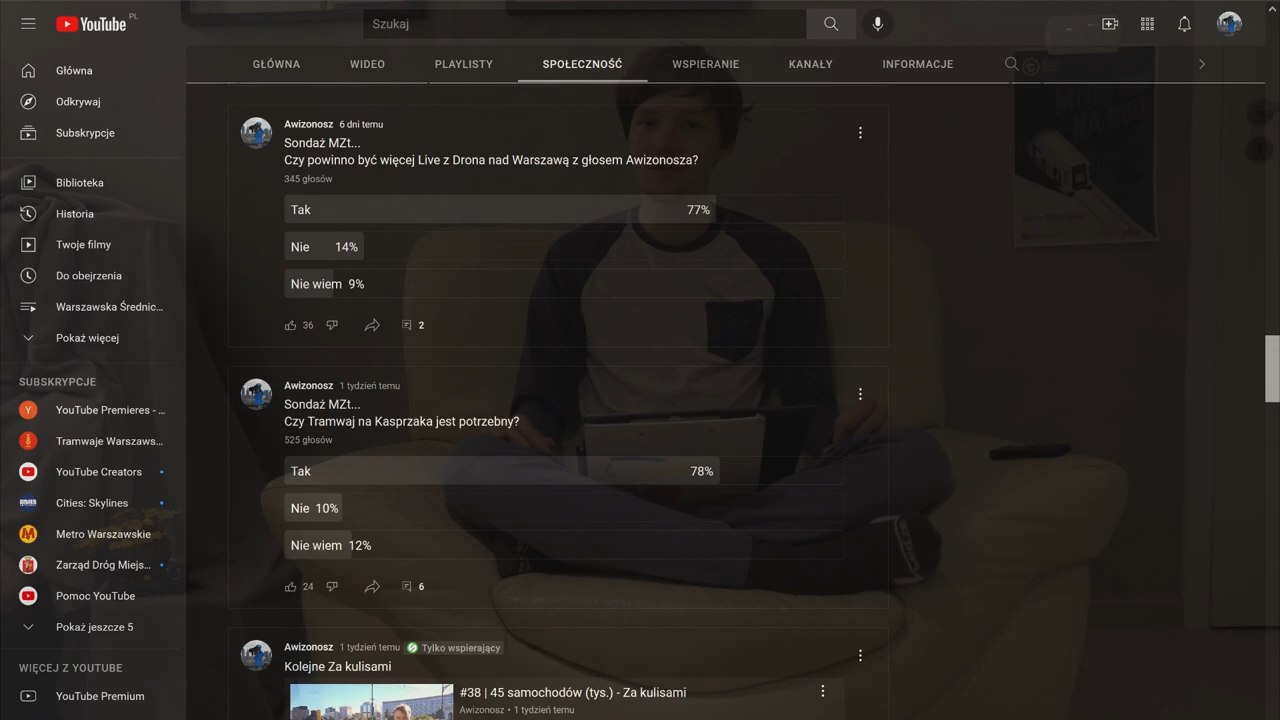 YouTube PL
Szukaj
GŁÓWNA WIDEO PLAYLISTY SPOŁECZNOŚĆ WSPIERANIE KANAŁY INFORMACJE
Główna
Odkrywaj
Subskrypcje
Biblioteka
Historia
Twoje filmy
Do obejrzenia
Warszawska Średnic...
Pokaż więcej
SUBSKRYPCJE
YouTube Premieres - ...
Tramwaje Warszaws...
YouTube Creators
Cities: Skylines
Metro Warszawskie
Zarząd Dróg Miejs...
Pomoc YouTube
Pokaż jeszcze 5
WIĘCEJ Z YOUTUBE
YouTube Premium
Awizonosz 6 dni temu
Sondaż MZt...
Czy powinno być więcej Live z Drona nad Warszawą z głosem Awizonosza?
345 głosów
Tak 77%
Nie 14%
Nie wiem 9%
36 2
Awizonosz 1 tydzień temu
Sondaż MZt...
Czy Tramwaj na Kasprzaka jest potrzebny?
525 głosów
Tak 78%
Nie 10%
Nie wiem 12%
24 6
Awizonosz 1 tydzień temu Tylko wspierający
Kolejne Za kulisami
#38 | 45 samochodów (tys.) - Za kulisami
Awizonosz • 1 tydzień temu